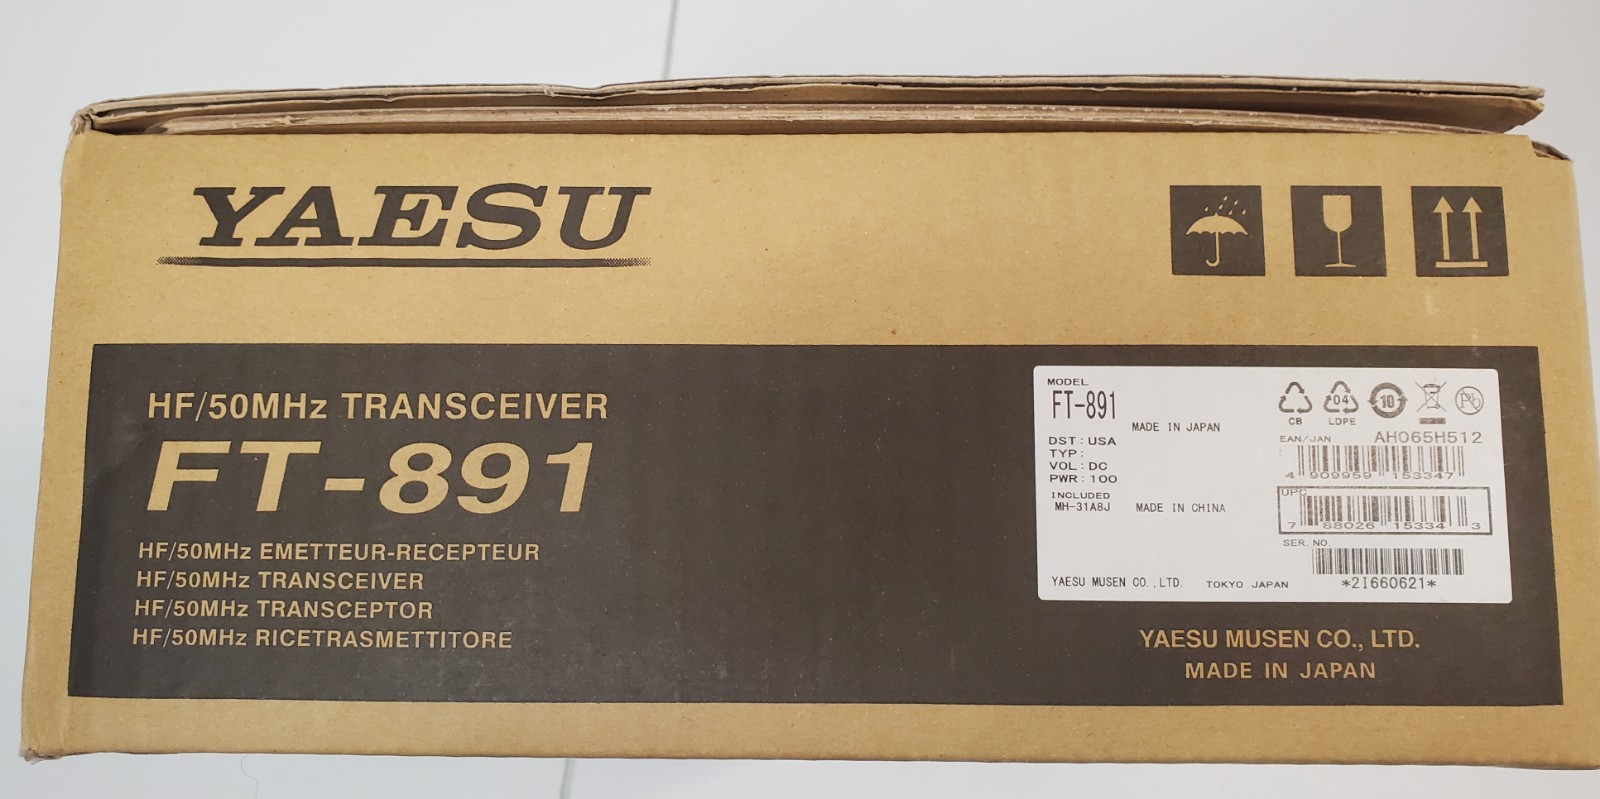 YAESU
HF/50MHz TRANSCEIVER
FT-891
HF/50MHz EMETTEUR-RECEPTEUR
HF/50MHz TRANSCEIVER
HF/50MHz TRANSCEPTOR
HF/50MHz RICETRASMETTITORE
MODEL
FT-891
MADE IN JAPAN
DST : USA
TYP :
VOL : DC
PWR : 100
INCLUDED
MH-31A8J MADE IN CHINA
YAESU MUSEN CO.,LTD. TOKYO JAPAN
CB
04
LDPE
10
Pb
EAN/JAN AH065H512
4 909959 153347
UPC
7 88026 15334 3
SER. NO.
*2I660621*
YAESU MUSEN CO., LTD.
MADE IN JAPAN